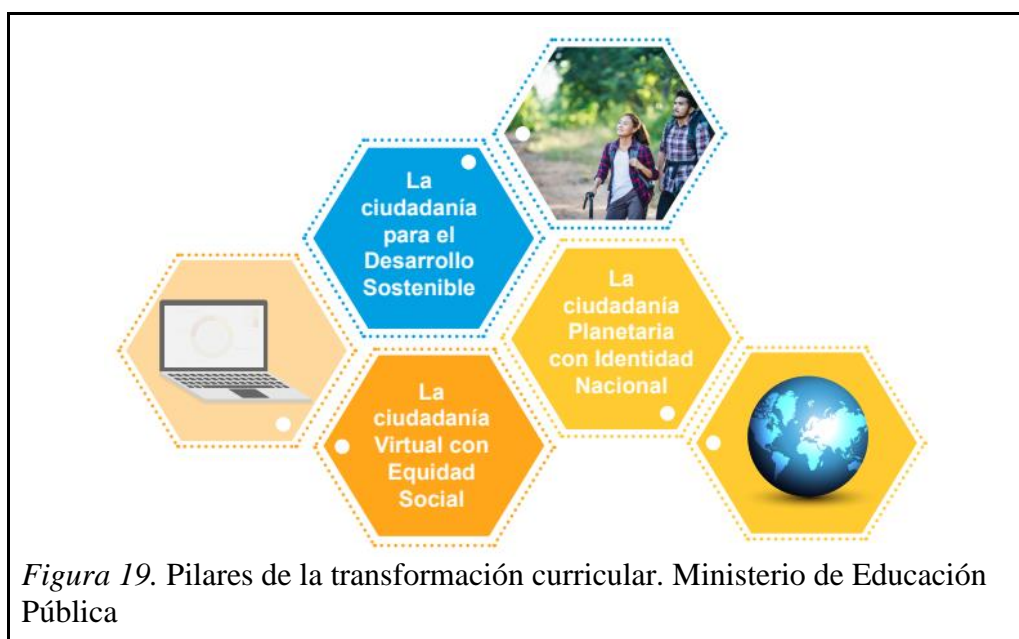 La
ciudadanía
para el
Desarrollo
Sostenible
La
ciudadanía
Planetaria
con Identidad
Nacional
La
ciudadanía
Virtual con
Equidad
Social
Figura 19. Pilares de la transformación curricular. Ministerio de Educación
Pública